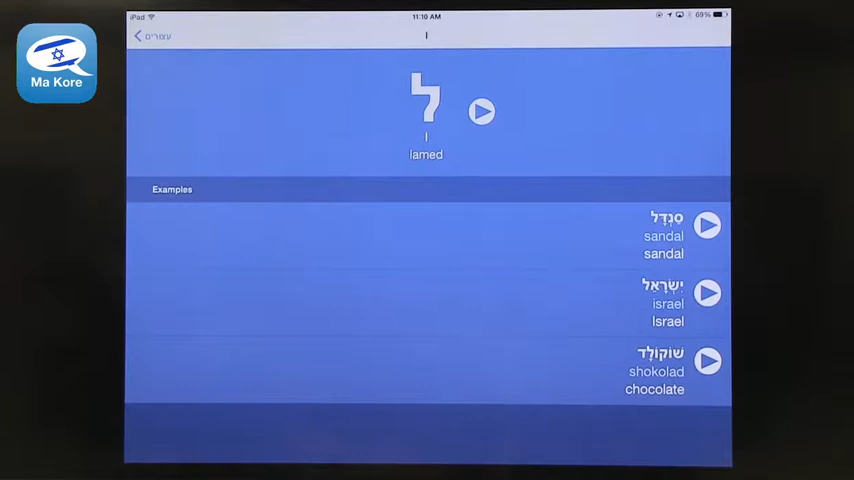 iPad
11:10 AM
69%
עצורים
l
Ma Kore
ל
l
lamed
Examples
סַנְדָּל
sandal
sandal
יִשְׂרָאֵל
israel
Israel
שׁוֹקוֹלָד
shokolad
chocolate